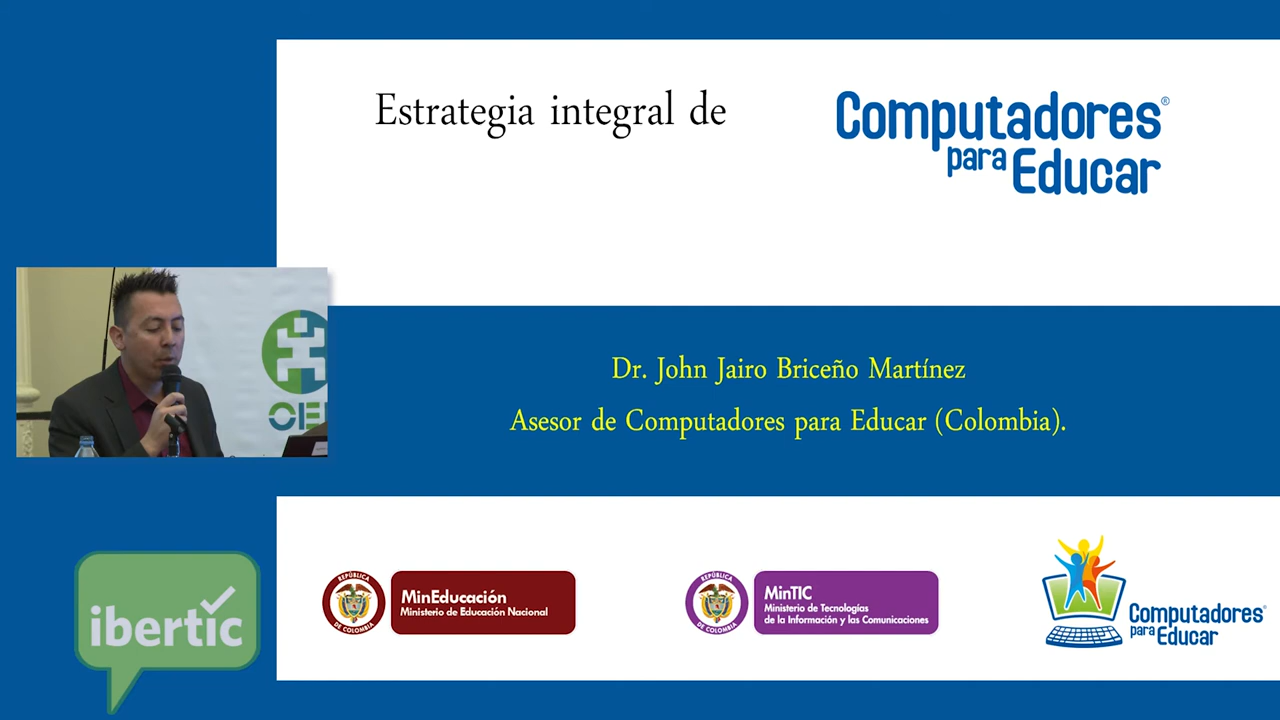 Estrategia integral de
Computadores®
para Educar
Dr. John Jairo Briceño Martínez
Asesor de Computadores para Educar (Colombia).
OEI
ibertic
REPÚBLICA
DE COLOMBIA
MinEducación
Ministerio de Educación Nacional
REPÚBLICA
DE COLOMBIA
MinTIC
Ministerio de Tecnologías
de la Información y las Comunicaciones
Computadores®
para Educar